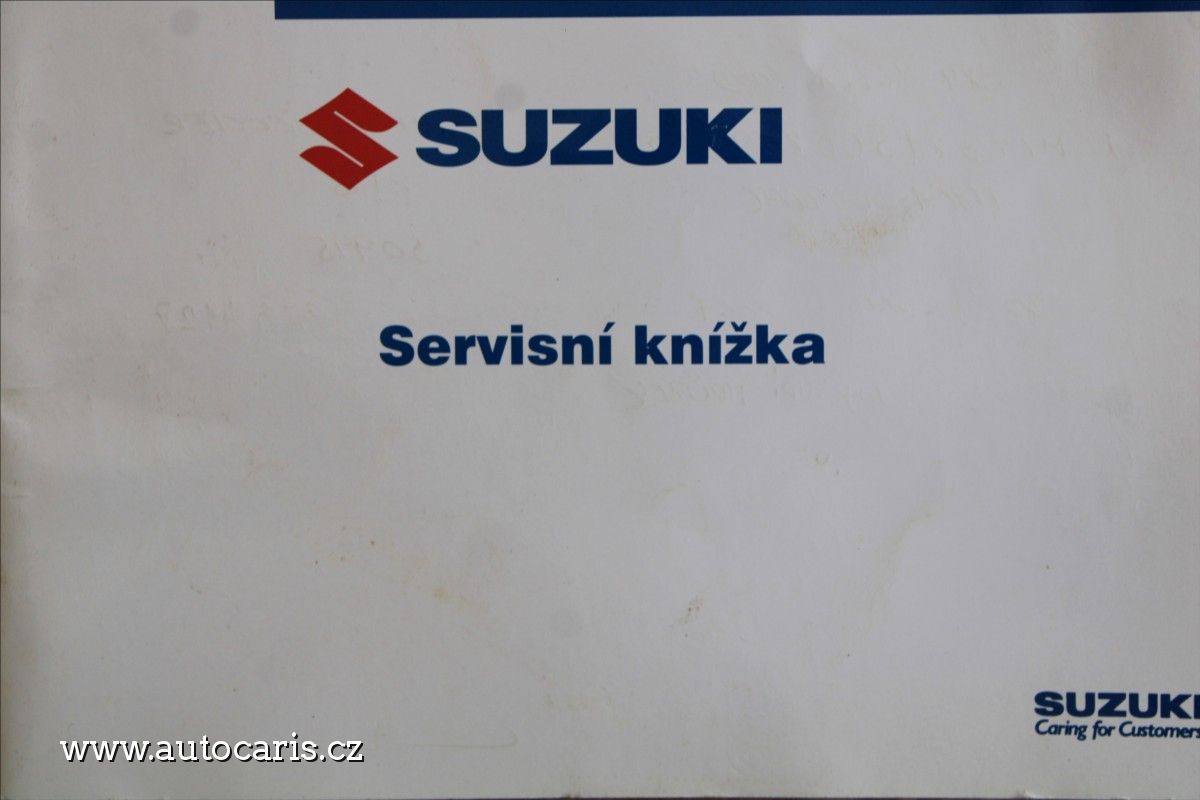 SUZUKI
Servisní knížka
SUZUKI
Caring for Customers
www.autocaris.cz